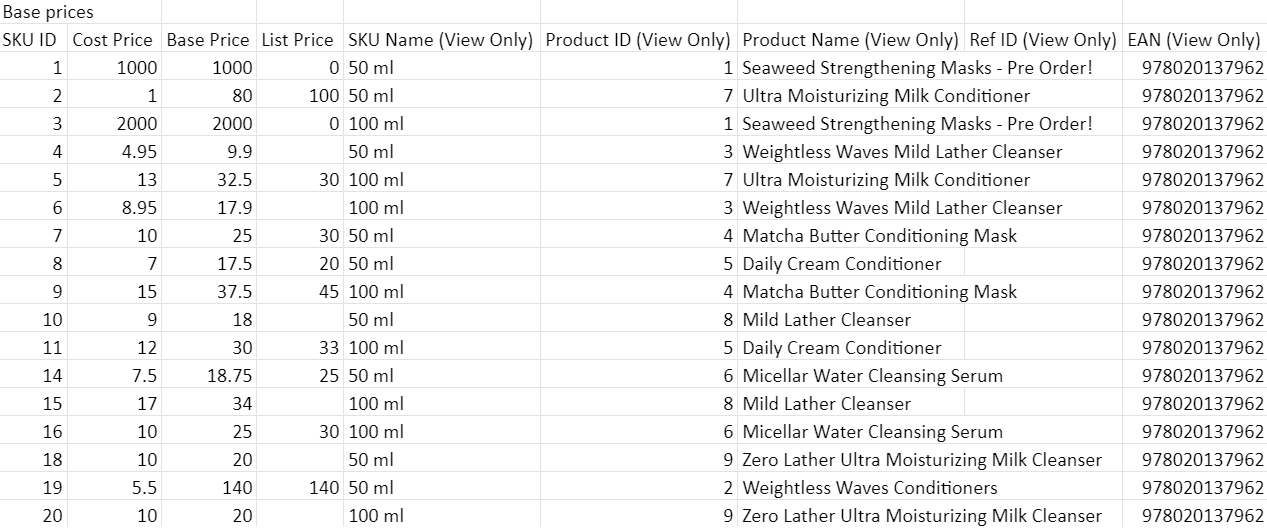 Base prices
SKU ID Cost Price Base Price List Price SKU Name (View Only) Product ID (View Only) Product Name (View Only) Ref ID (View Only) EAN (View Only)
1 1000 1000 0 50 ml 1 Seaweed Strengthening Masks - Pre Order! 978020137962
2 1 80 100 50 ml 7 Ultra Moisturizing Milk Conditioner 978020137962
3 2000 2000 0 100 ml 1 Seaweed Strengthening Masks - Pre Order! 978020137962
4 4.95 9.9 50 ml 3 Weightless Waves Mild Lather Cleanser 978020137962
5 13 32.5 30 100 ml 7 Ultra Moisturizing Milk Conditioner 978020137962
6 8.95 17.9 100 ml 3 Weightless Waves Mild Lather Cleanser 978020137962
7 10 25 30 50 ml 4 Matcha Butter Conditioning Mask 978020137962
8 7 17.5 20 50 ml 5 Daily Cream Conditioner 978020137962
9 15 37.5 45 100 ml 4 Matcha Butter Conditioning Mask 978020137962
10 9 18 50 ml 8 Mild Lather Cleanser 978020137962
11 12 30 33 100 ml 5 Daily Cream Conditioner 978020137962
14 7.5 18.75 25 50 ml 6 Micellar Water Cleansing Serum 978020137962
15 17 34 100 ml 8 Mild Lather Cleanser 978020137962
16 10 25 30 100 ml 6 Micellar Water Cleansing Serum 978020137962
18 10 20 50 ml 9 Zero Lather Ultra Moisturizing Milk Cleanser 978020137962
19 5.5 140 140 50 ml 2 Weightless Waves Conditioners 978020137962
20 10 20 100 ml 9 Zero Lather Ultra Moisturizing Milk Cleanser 978020137962